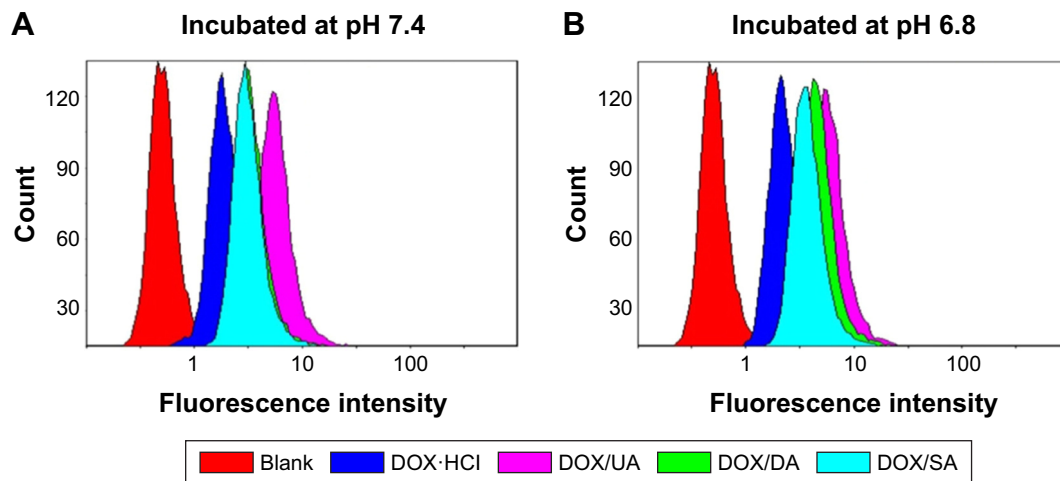 A
Incubated at pH 7.4
120
90
60
30
Count
1 10 100
Fluorescence intensity
B
Incubated at pH 6.8
120
90
60
30
Count
1 10 100
Fluorescence intensity
Blank DOX·HCl DOX/UA DOX/DA DOX/SA